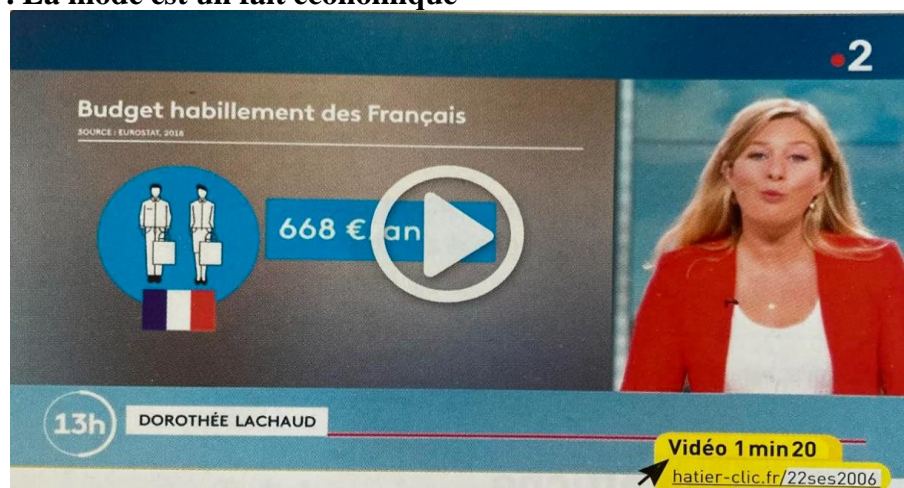 : La mode est un fait économique
2
Budget habillement des Français
SOURCE : EUROSTAT, 2018
668 €/an
13h
DOROTHÉE LACHAUD
Vidéo 1 min 20
hatier-clic.fr/22ses2006